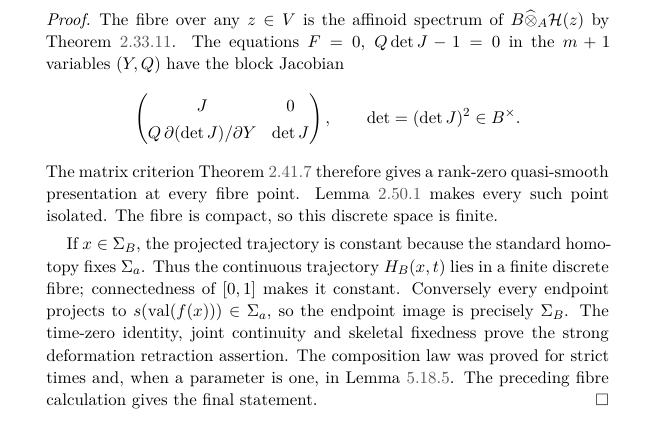 Proof. The fibre over any z ∈ V is the affinoid spectrum of B⊗̂_Aℋ(z) by
Theorem 2.33.11. The equations F = 0, Q det J − 1 = 0 in the m + 1
variables (Y, Q) have the block Jacobian
( J 0
Q ∂(det J)/∂Y det J ), det = (det J)² ∈ B^×.
The matrix criterion Theorem 2.41.7 therefore gives a rank-zero quasi-smooth
presentation at every fibre point. Lemma 2.50.1 makes every such point
isolated. The fibre is compact, so this discrete space is finite.
If x ∈ Σ_B, the projected trajectory is constant because the standard homo-
topy fixes Σ_a. Thus the continuous trajectory H_B(x, t) lies in a finite discrete
fibre; connectedness of [0, 1] makes it constant. Conversely every endpoint
projects to s(val(f(x))) ∈ Σ_a, so the endpoint image is precisely Σ_B. The
time-zero identity, joint continuity and skeletal fixedness prove the strong
deformation retraction assertion. The composition law was proved for strict
times and, when a parameter is one, in Lemma 5.18.5. The preceding fibre
calculation gives the final statement. □